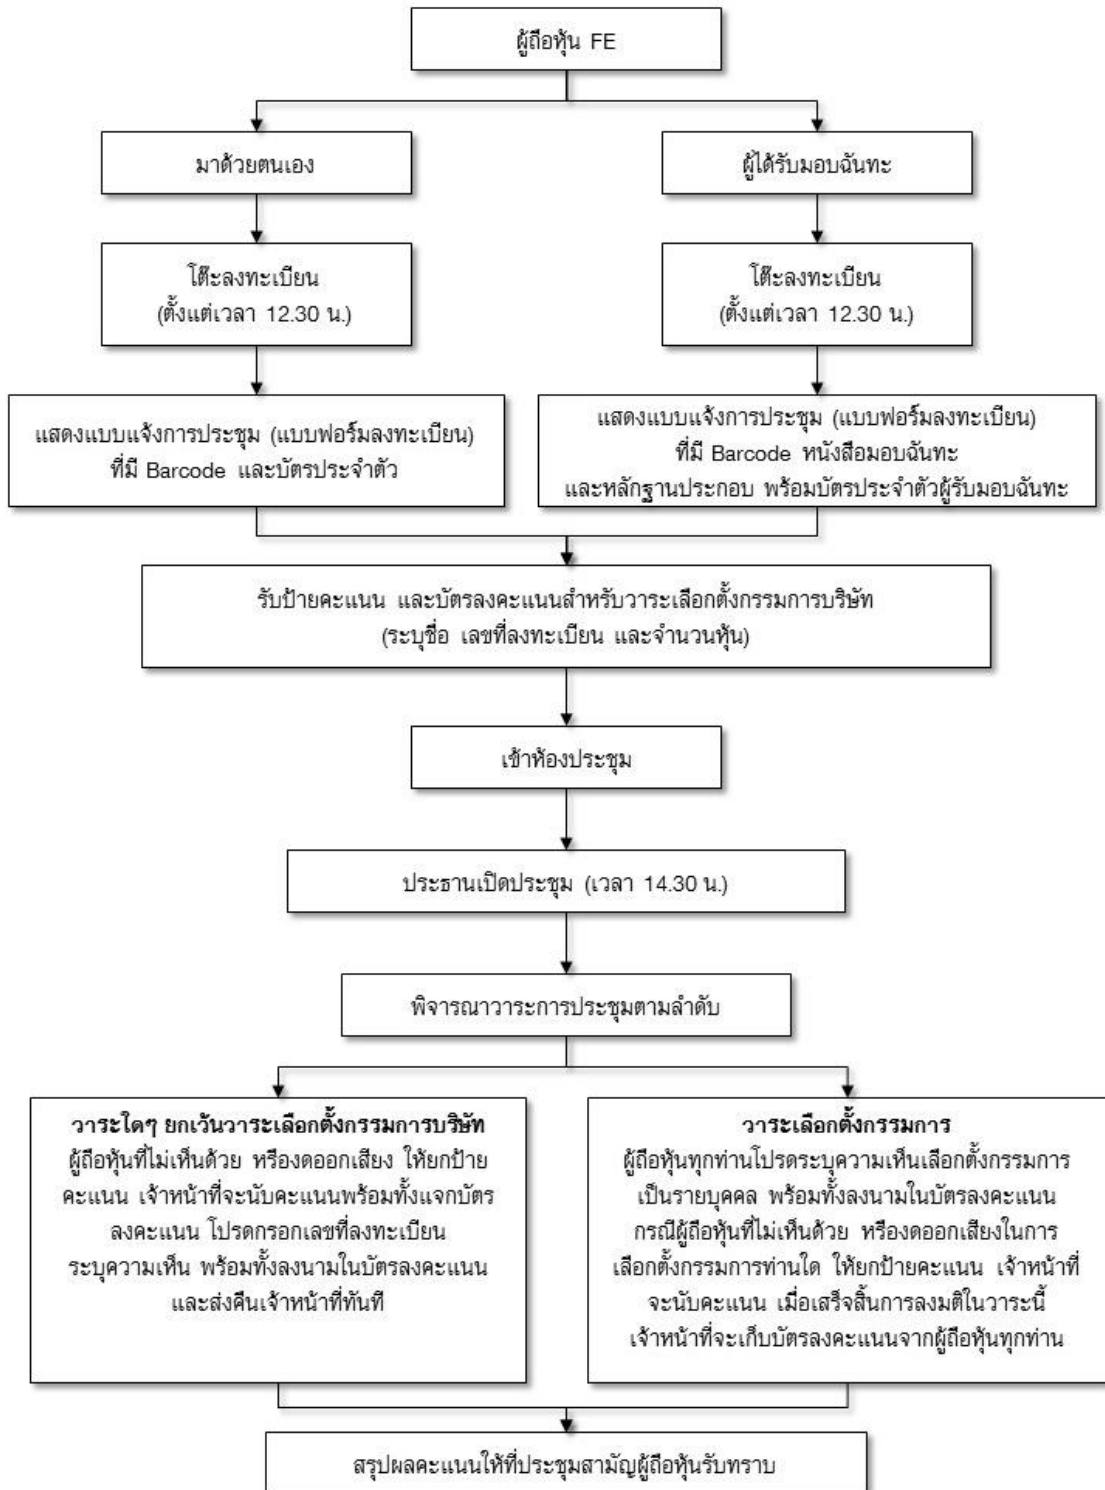 ผู้ถือหุ้น FE
มาด้วยตนเอง
ผู้ได้รับมอบฉันทะ
โต๊ะลงทะเบียน
(ตั้งแต่เวลา 12.30 น.)
โต๊ะลงทะเบียน
(ตั้งแต่เวลา 12.30 น.)
แสดงแบบแจ้งการประชุม (แบบฟอร์มลงทะเบียน)
ที่มี Barcode และบัตรประจำตัว
แสดงแบบแจ้งการประชุม (แบบฟอร์มลงทะเบียน)
ที่มี Barcode หนังสือมอบฉันทะ
และหลักฐานประกอบ พร้อมบัตรประจำตัวผู้รับมอบฉันทะ
รับป้ายคะแนน และบัตรลงคะแนนสำหรับวาระเลือกตั้งกรรมการบริษัท
(ระบุชื่อ เลขที่ลงทะเบียน และจำนวนหุ้น)
เข้าห้องประชุม
ประธานเปิดประชุม (เวลา 14.30 น.)
พิจารณาวาระการประชุมตามลำดับ
วาระใดๆ ยกเว้นวาระเลือกตั้งกรรมการบริษัท
ผู้ถือหุ้นที่ไม่เห็นด้วย หรืองดออกเสียง ให้ยกป้าย
คะแนน เจ้าหน้าที่จะนับคะแนนพร้อมทั้งแจกบัตร
ลงคะแนน โปรดกรอกเลขที่ลงทะเบียน
ระบุความเห็น พร้อมทั้งลงนามในบัตรลงคะแนน
และส่งคืนเจ้าหน้าที่ทันที
วาระเลือกตั้งกรรมการ
ผู้ถือหุ้นทุกท่านโปรดระบุความเห็นเลือกตั้งกรรมการ
เป็นรายบุคคล พร้อมทั้งลงนามในบัตรลงคะแนน
กรณีผู้ถือหุ้นที่ไม่เห็นด้วย หรืองดออกเสียงในการ
เลือกตั้งกรรมการท่านใด ให้ยกป้ายคะแนน เจ้าหน้าที่
จะนับคะแนน เมื่อเสร็จสิ้นการลงมติในวาระนี้
เจ้าหน้าที่จะเก็บบัตรลงคะแนนจากผู้ถือหุ้นทุกท่าน
สรุปผลคะแนนให้ที่ประชุมสามัญผู้ถือหุ้นรับทราบ